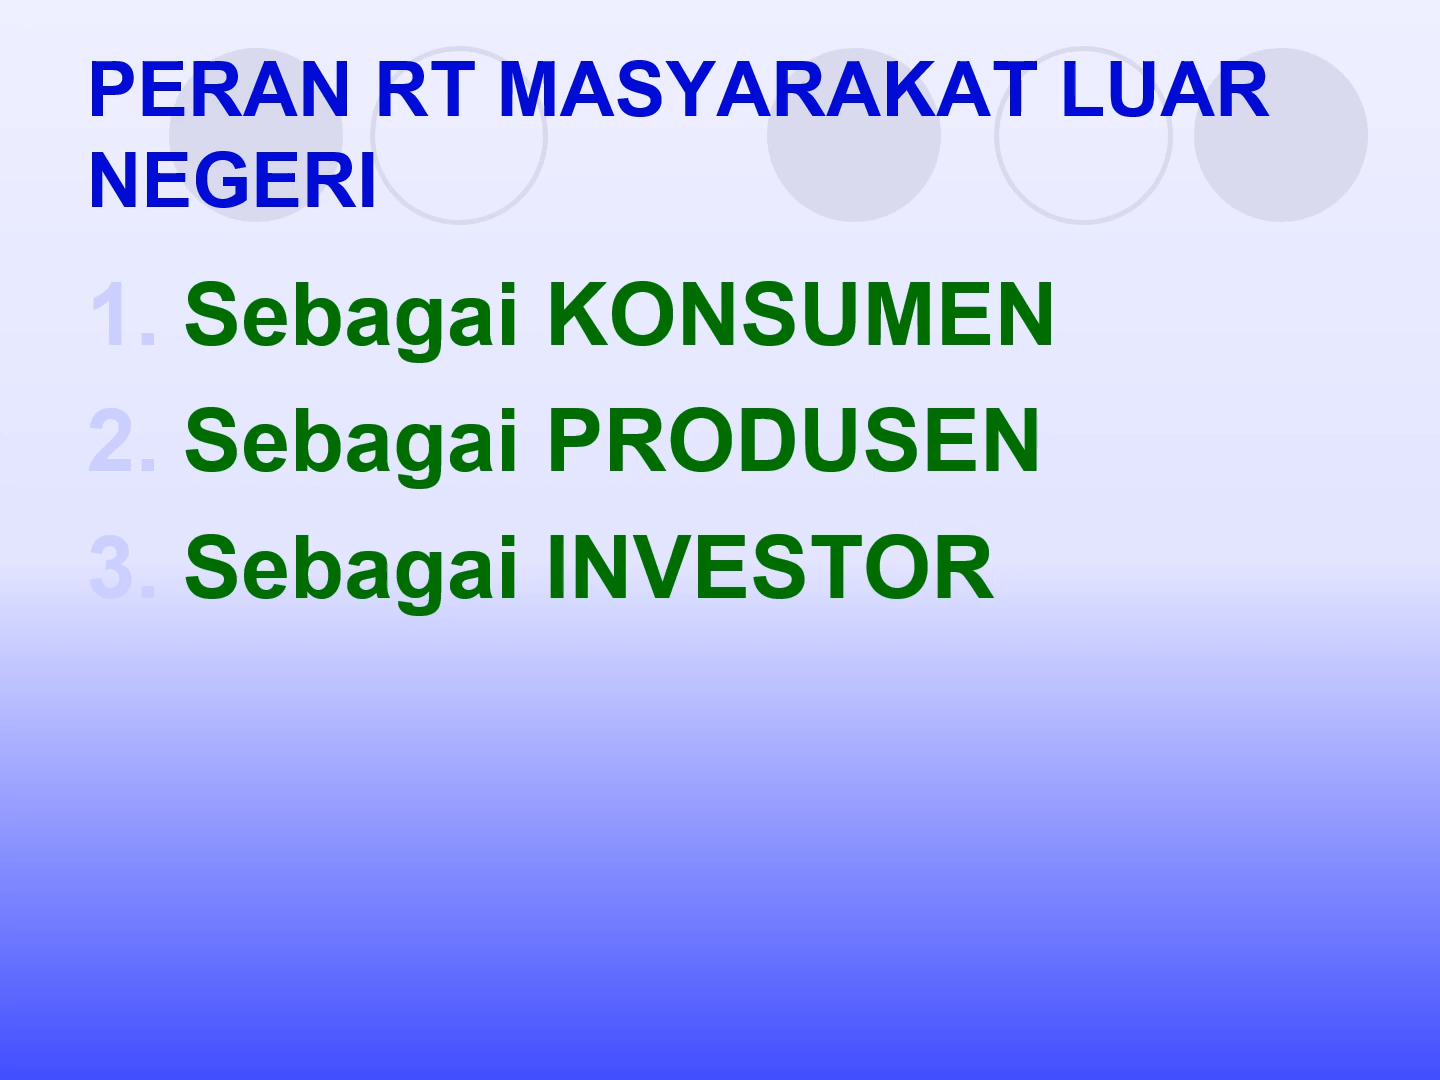 PERAN RT MASYARAKAT LUAR
NEGERI
1. Sebagai KONSUMEN
2. Sebagai PRODUSEN
3. Sebagai INVESTOR